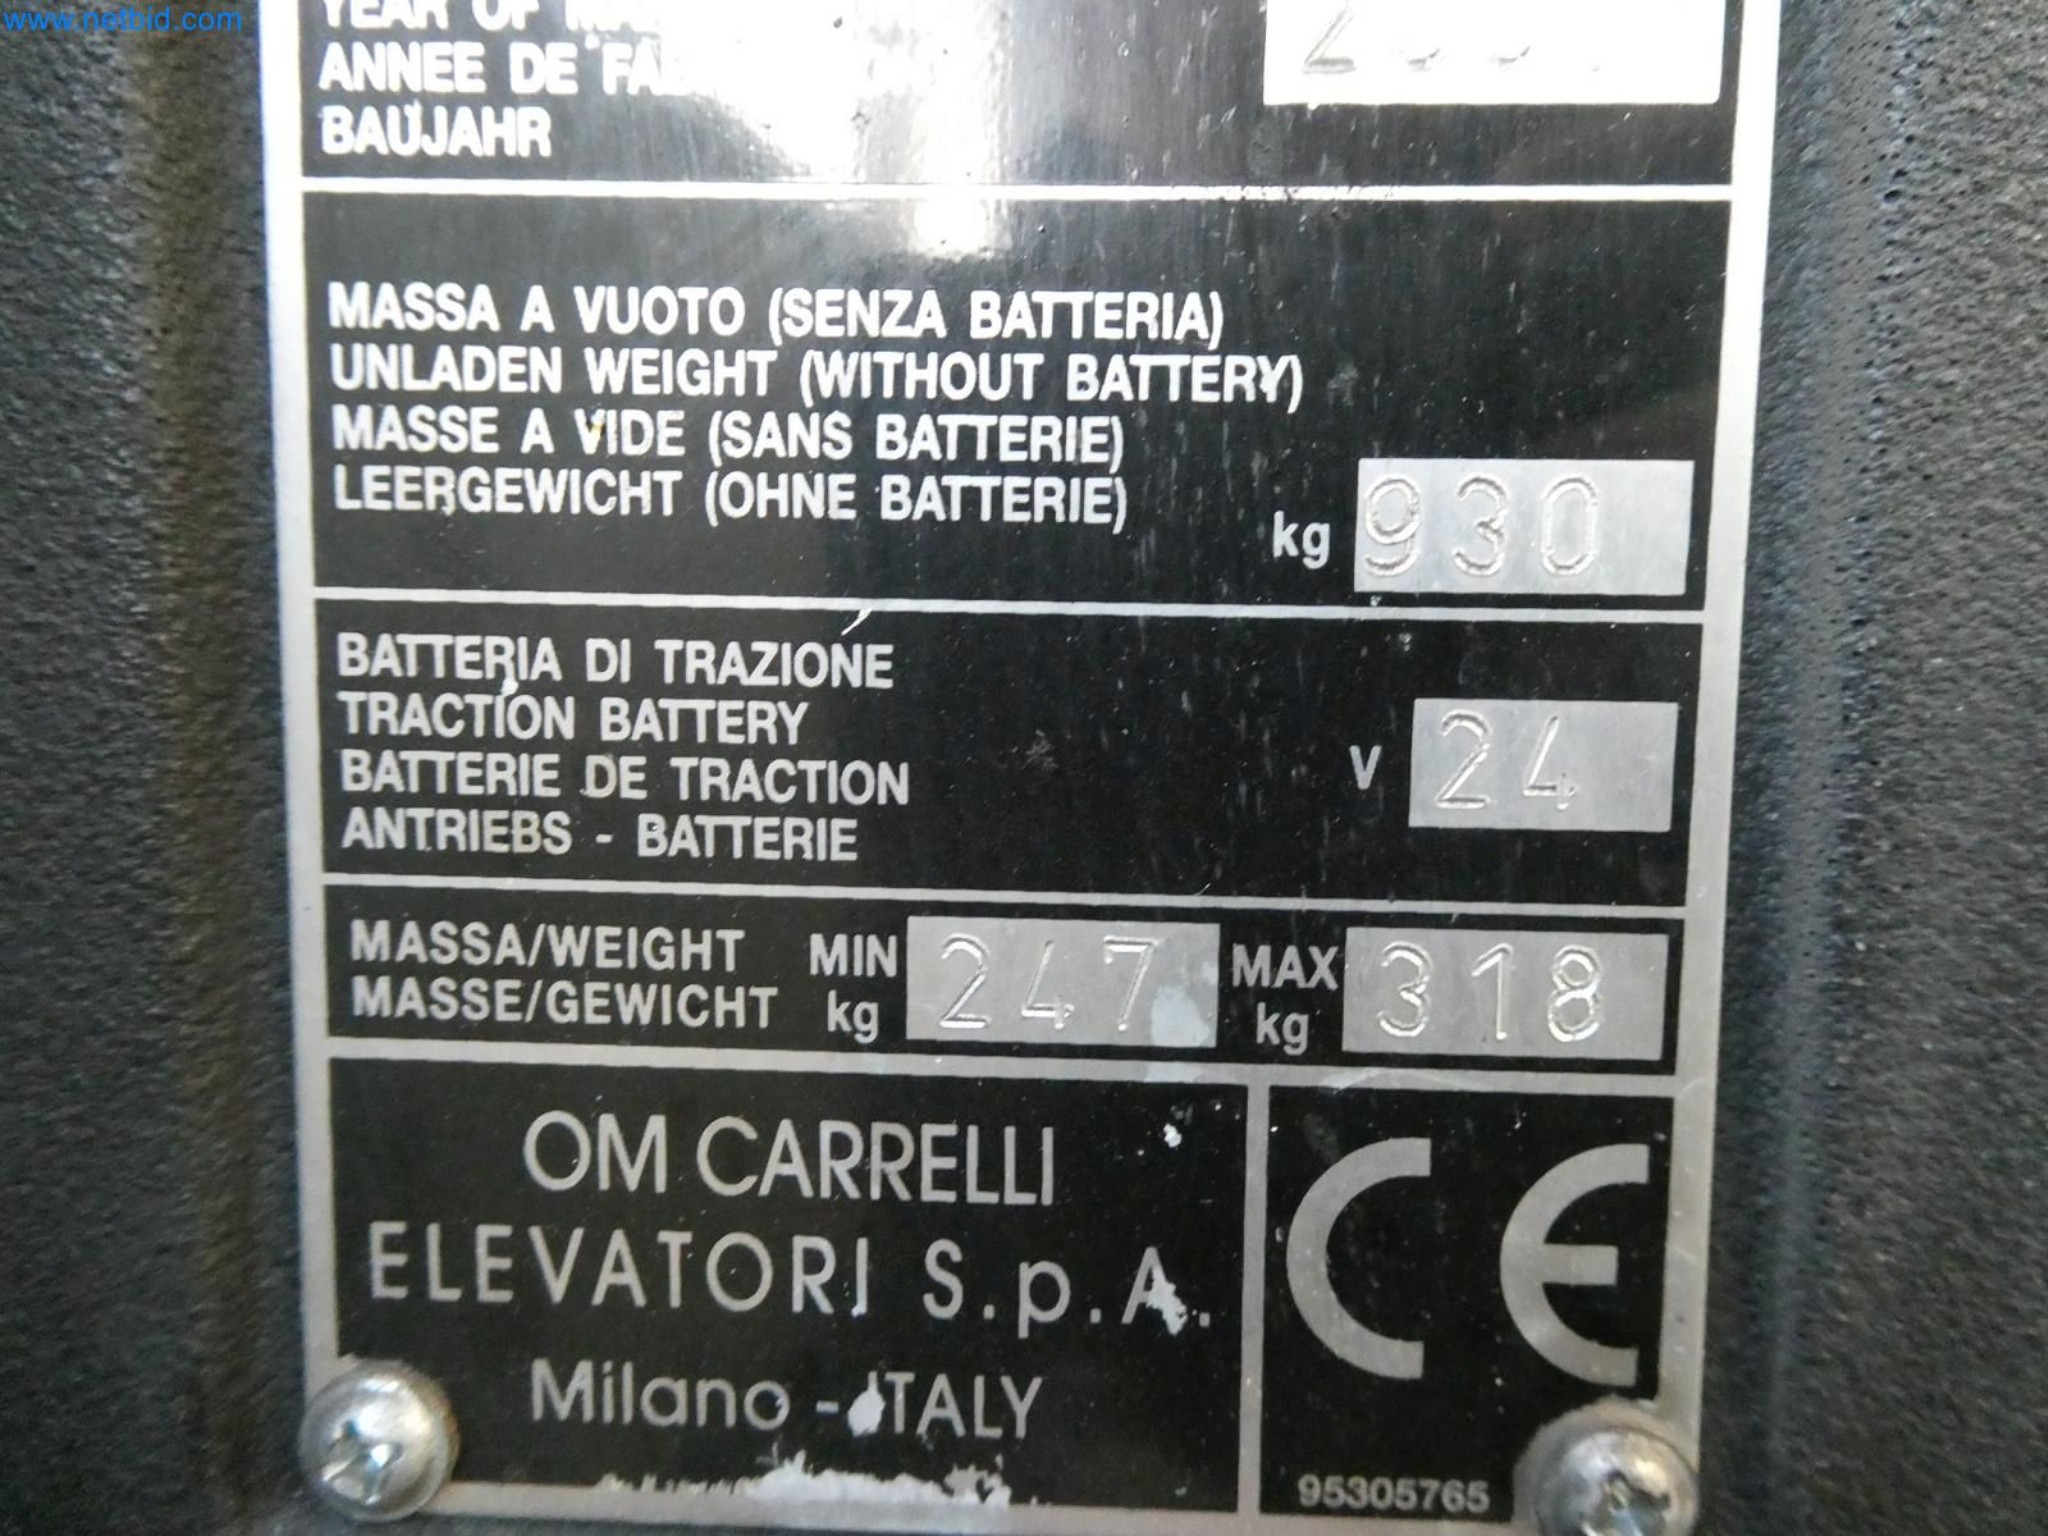 www.netbid.com
YEAR OF
ANNEE DE
BAUJAHR
MASSA A VUOTO (SENZA BATTERIA)
UNLADEN WEIGHT (WITHOUT BATTERY)
MASSE A VIDE (SANS BATTERIE)
LEERGEWICHT (OHNE BATTERIE)
kg 930
BATTERIA DI TRAZIONE
TRACTION BATTERY
BATTERIE DE TRACTION
ANTRIEBS - BATTERIE
V 24
MASSA/WEIGHT
MASSE/GEWICHT
MIN
kg
247
MAX
kg
318
OM CARRELLI
ELEVATORI S.p.A.
Milano - ITALY
CE
95305765